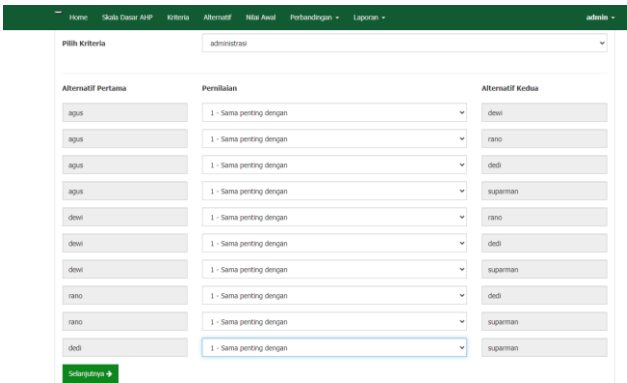 Home Skala Dasar AHP Kriteria Alternatif Nilai Awal Perbandingan Laporan admin
Pilih Kriteria administrasi
Alternatif Pertama Pernilaian Alternatif Kedua
agus 1 - Sama penting dengan dewi
agus 1 - Sama penting dengan rano
agus 1 - Sama penting dengan dedi
agus 1 - Sama penting dengan suparman
dewi 1 - Sama penting dengan rano
dewi 1 - Sama penting dengan dedi
dewi 1 - Sama penting dengan suparman
rano 1 - Sama penting dengan dedi
rano 1 - Sama penting dengan suparman
dedi 1 - Sama penting dengan suparman
Selanjutnya